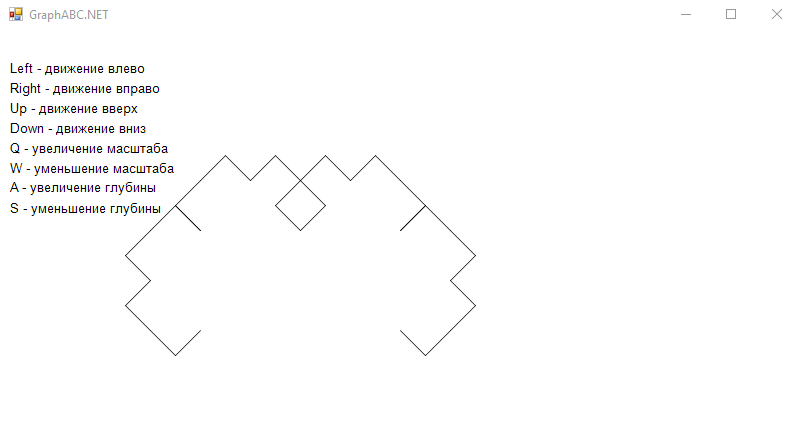 GraphABC.NET
Left - движение влево
Right - движение вправо
Up - движение вверх
Down - движение вниз
Q - увеличение масштаба
W - уменьшение масштаба
A - увеличение глубины
S - уменьшение глубины